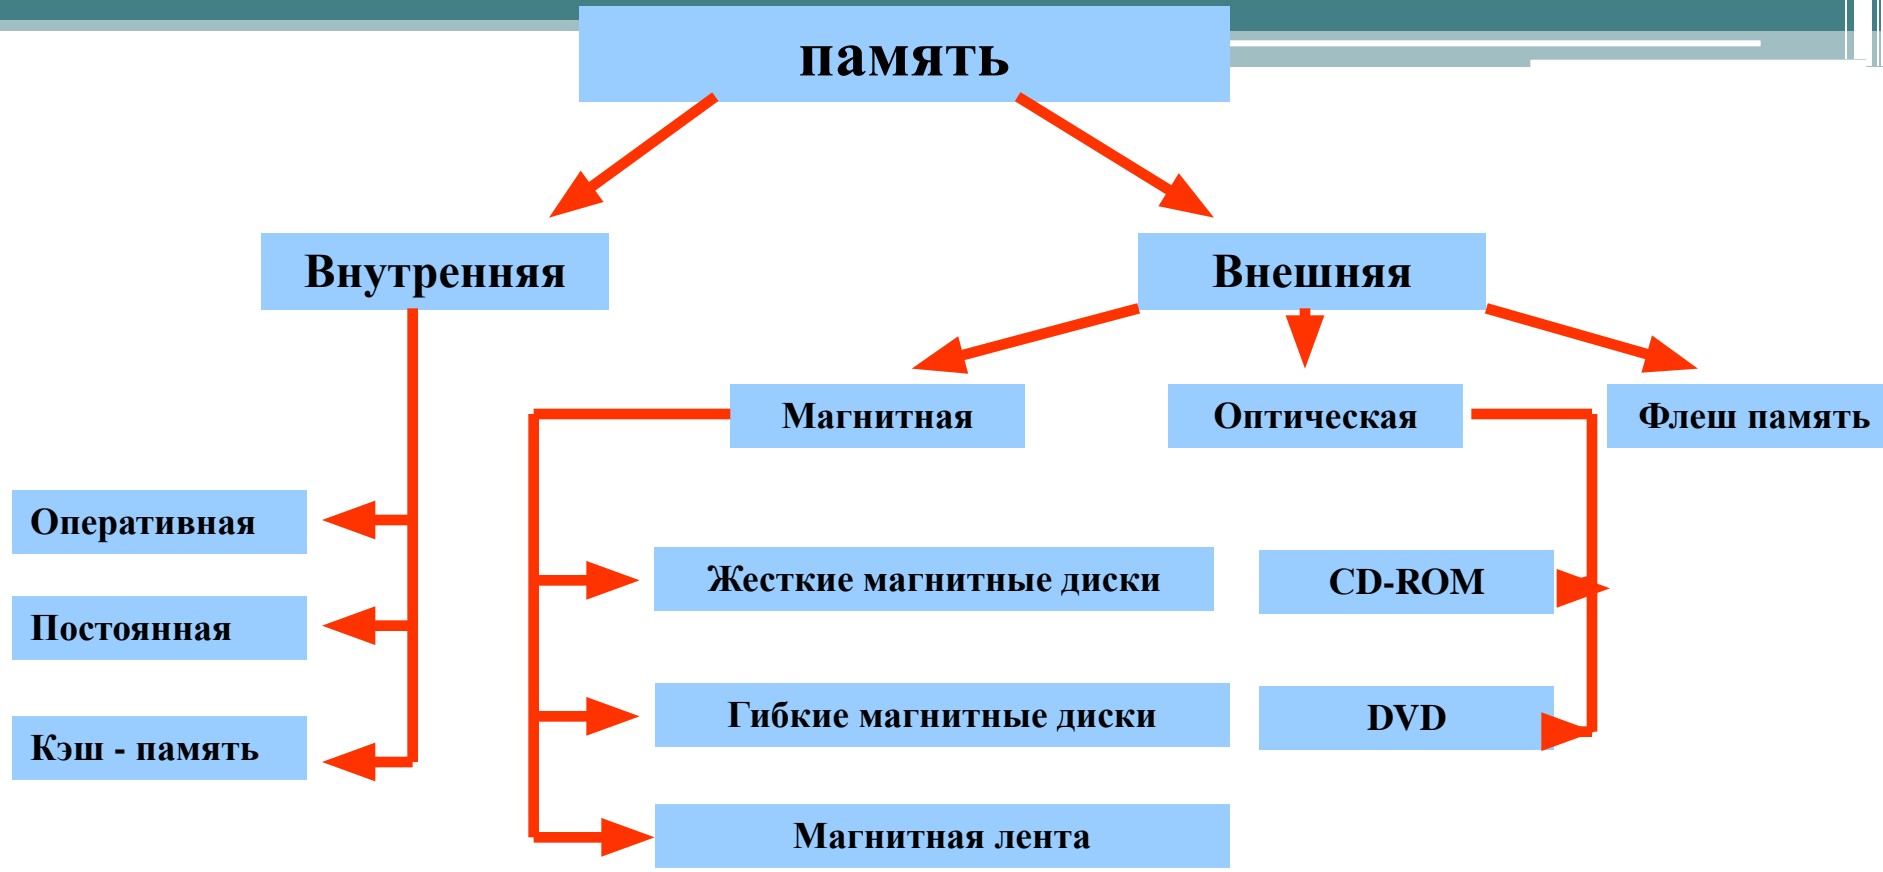 память
Внутренняя
Внешняя
Магнитная
Оптическая
Флеш память
Оперативная
Постоянная
Кэш - память
Жесткие магнитные диски
Гибкие магнитные диски
Магнитная лента
CD-ROM
DVD